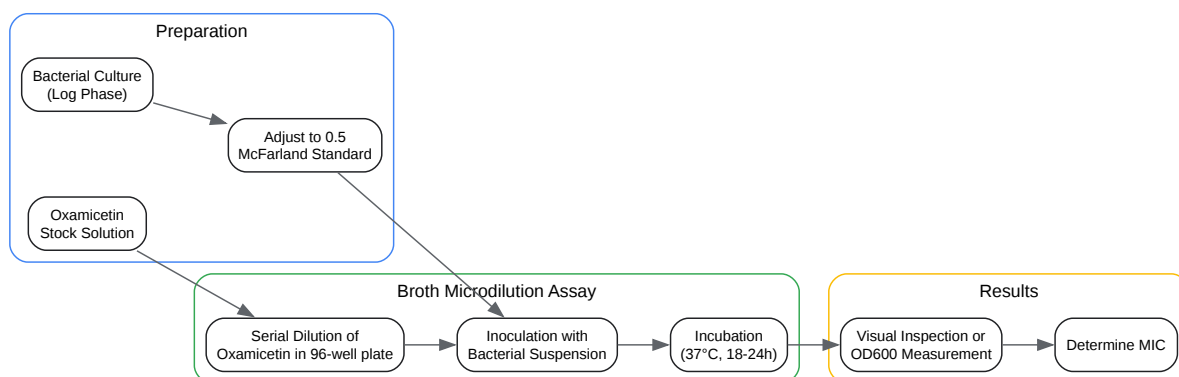 Preparation
Bacterial Culture
(Log Phase)
Adjust to 0.5
McFarland Standard
Oxamicetin
Stock Solution
Broth Microdilution Assay
Serial Dilution of
Oxamicetin in 96-well plate
Inoculation with
Bacterial Suspension
Incubation
(37°C, 18-24h)
Results
Visual Inspection or
OD600 Measurement
Determine MIC